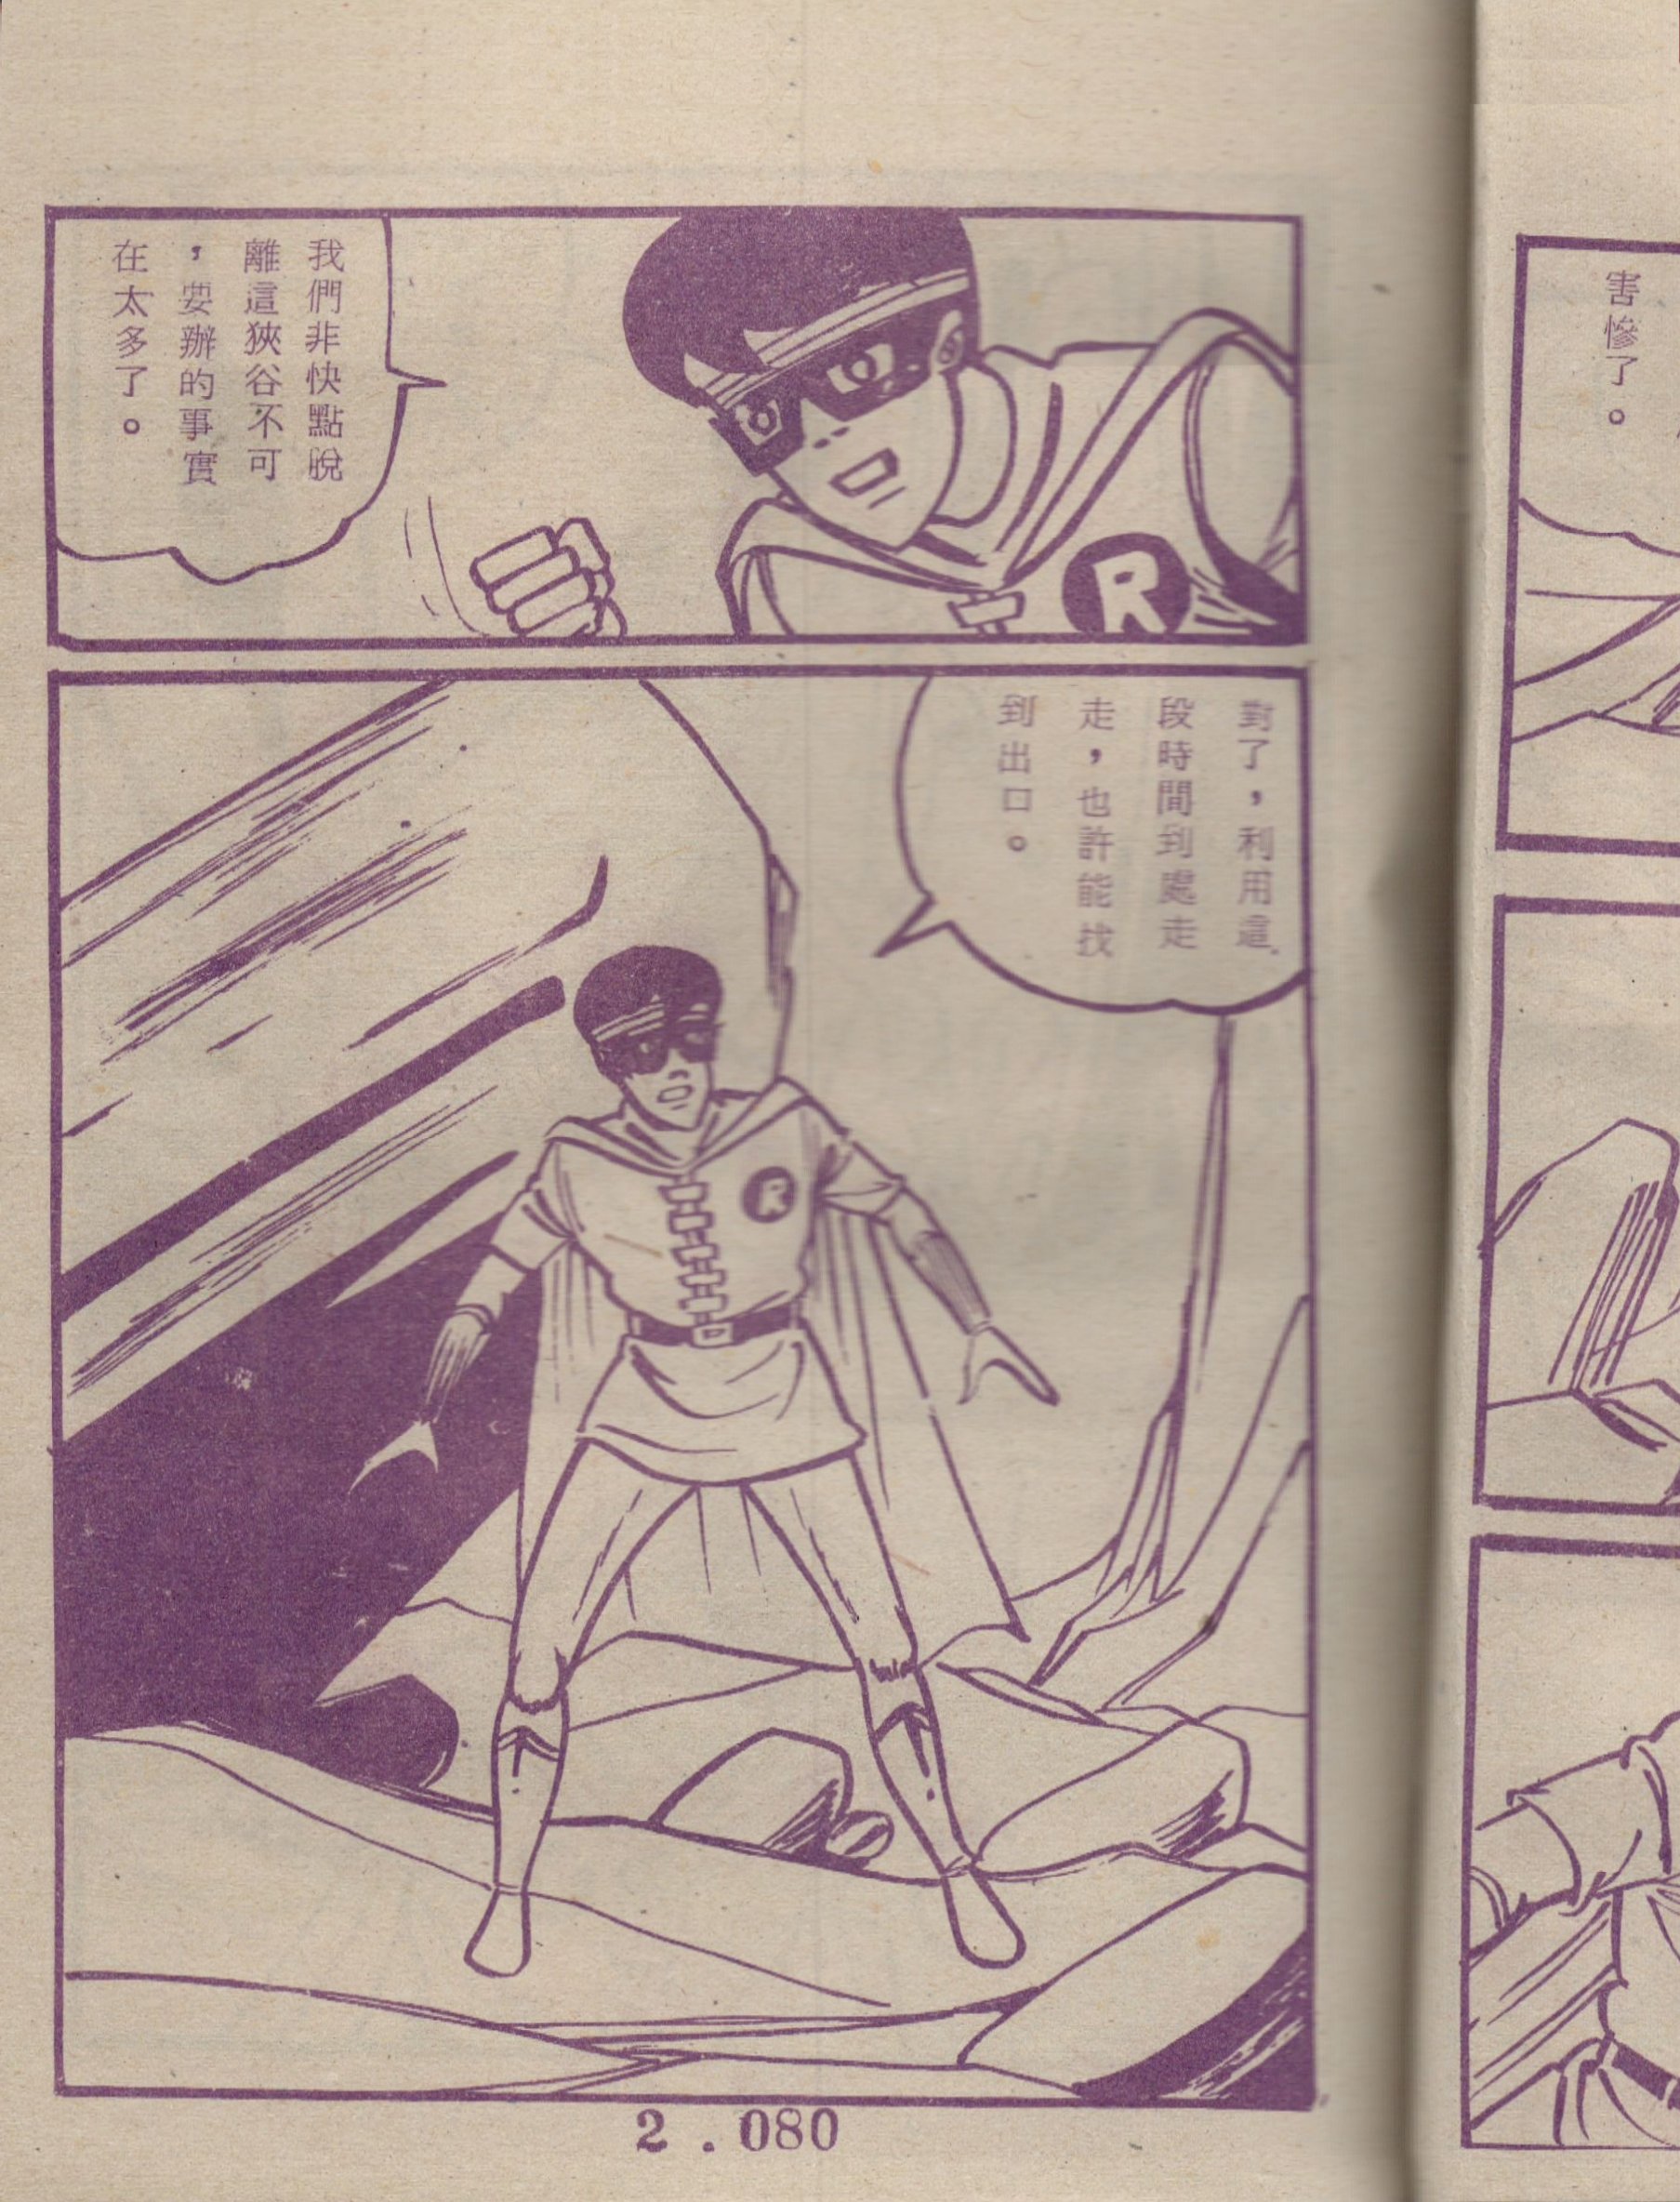 我們非快點脫
離這狹谷不可
，要辦的事實
在太多了。
R
對了，利用這
段時間到處走
走，也許能找
到出口。
R
2.080
害慘了。